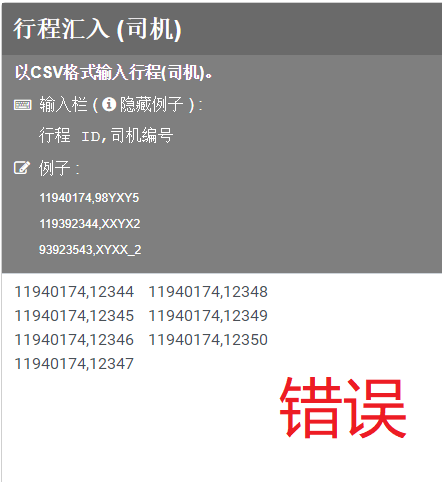 行程汇入 (司机)
以CSV格式输入行程(司机)。
输入栏 ( 隐藏例子 ) :
行程 ID,司机编号
例子 :
11940174,98YXY5
119392344,XXYX2
93923543,XYXX_2
11940174,12344 11940174,12348
11940174,12345 11940174,12349
11940174,12346 11940174,12350
11940174,12347
错误